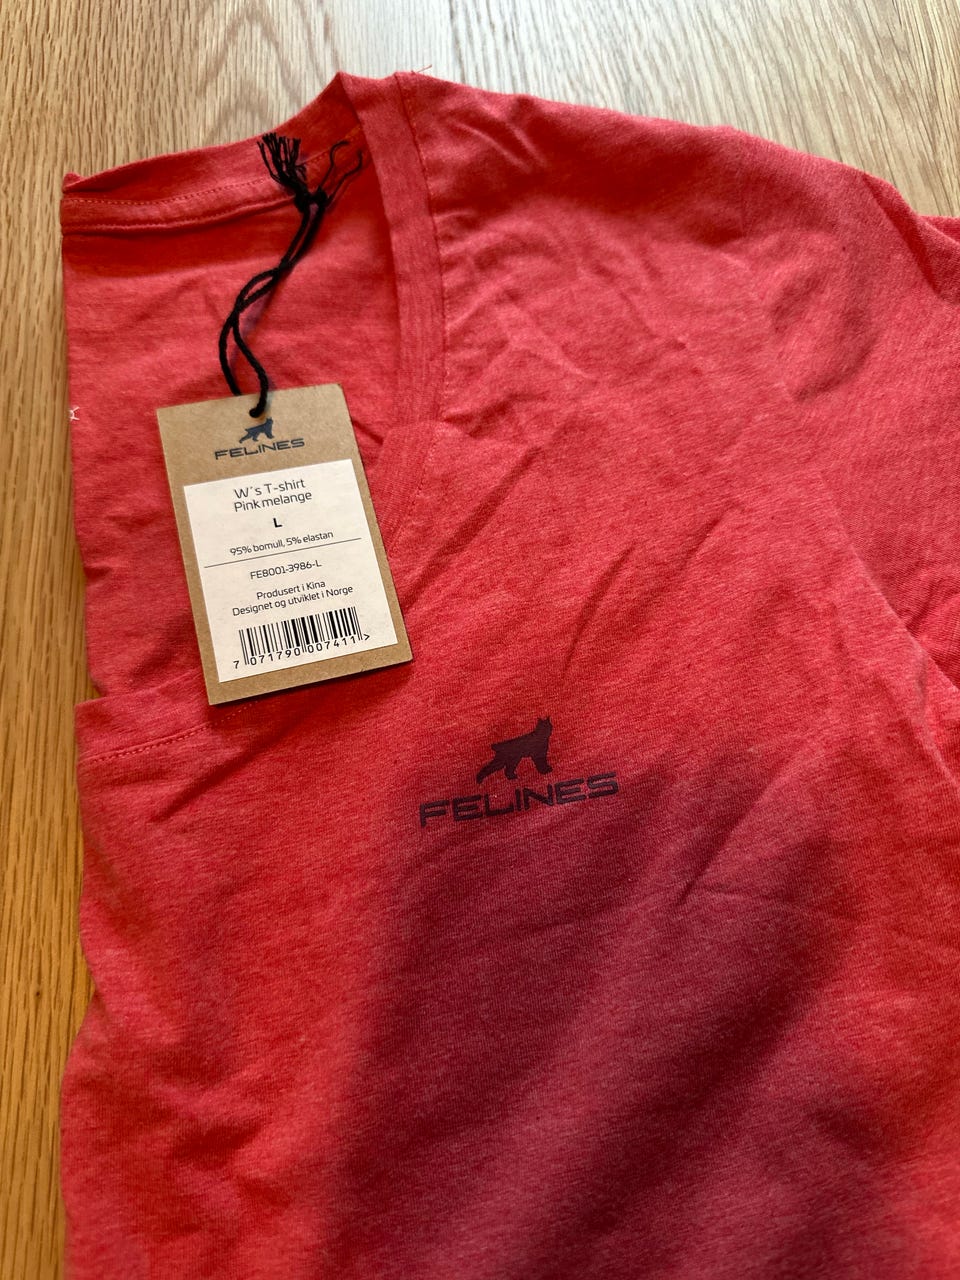 FELINES
W´s T-shirt
Pink melange
L
95% bomull, 5% elastan
FE8001-3986-L
Produsert i Kina
Designet og utviklet i Norge
7 071790 007411 >
FELINES